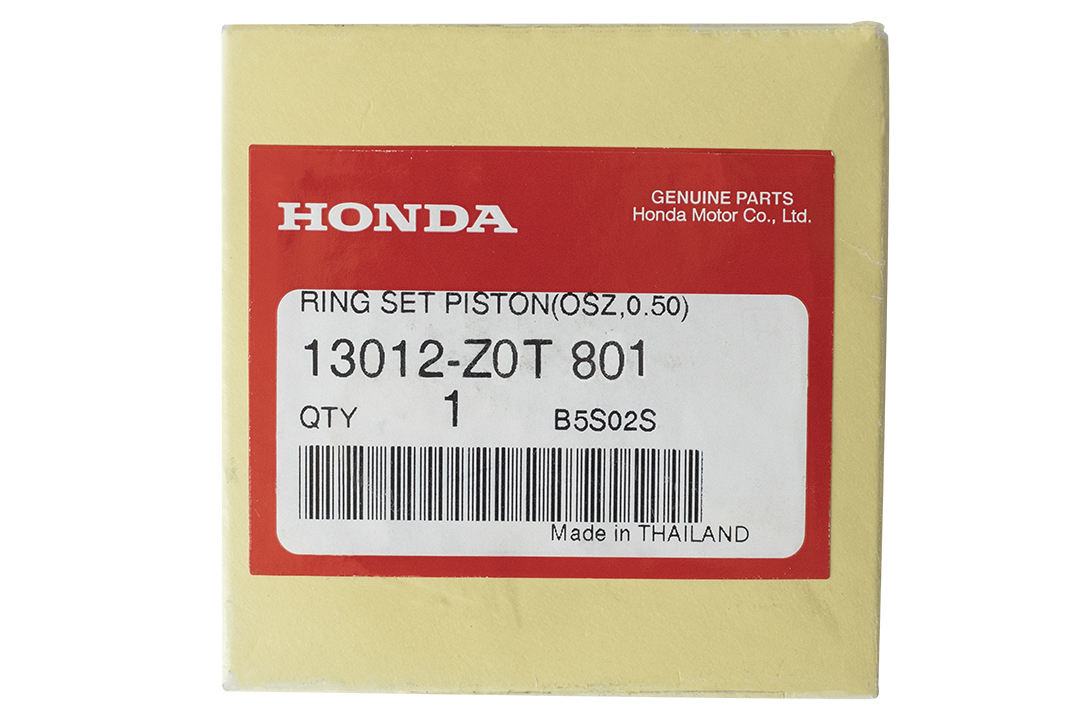 HONDA
GENUINE PARTS
Honda Motor Co., Ltd.
RING SET PISTON(OSZ,0.50)
13012-Z0T 801
QTY 1 B5S02S
Made in THAILAND